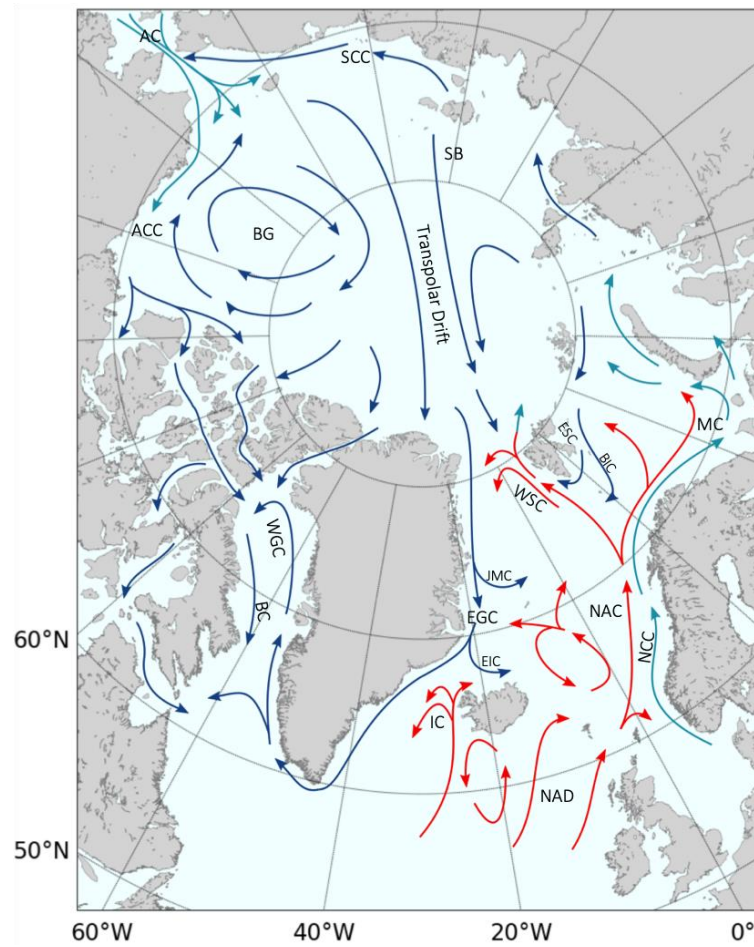 AC
SCC
SB
ACC
BG
Transpolar Drift
MC
ESC
BIC
WSC
WGC
BC
JMC
EGC
NAC
NCC
EIC
IC
NAD
60°N
50°N
60°W
40°W
20°W
0°